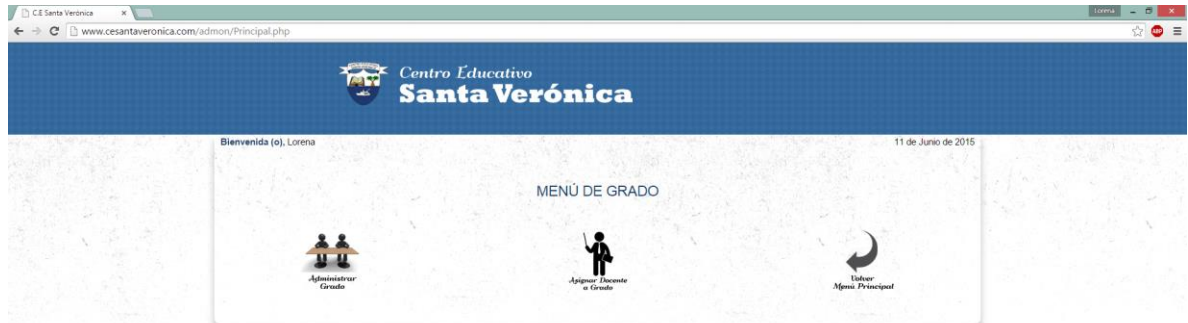 C.E Santa Verónica
Lorena
www.cesantaveronica.com/admon/Principal.php
ABP
Centro Educativo
Santa Verónica
Bienvenida (o), Lorena
11 de Junio de 2015
MENÚ DE GRADO
Administrar
Grado
Asignar Docente
a Grado
Volver
Menú Principal